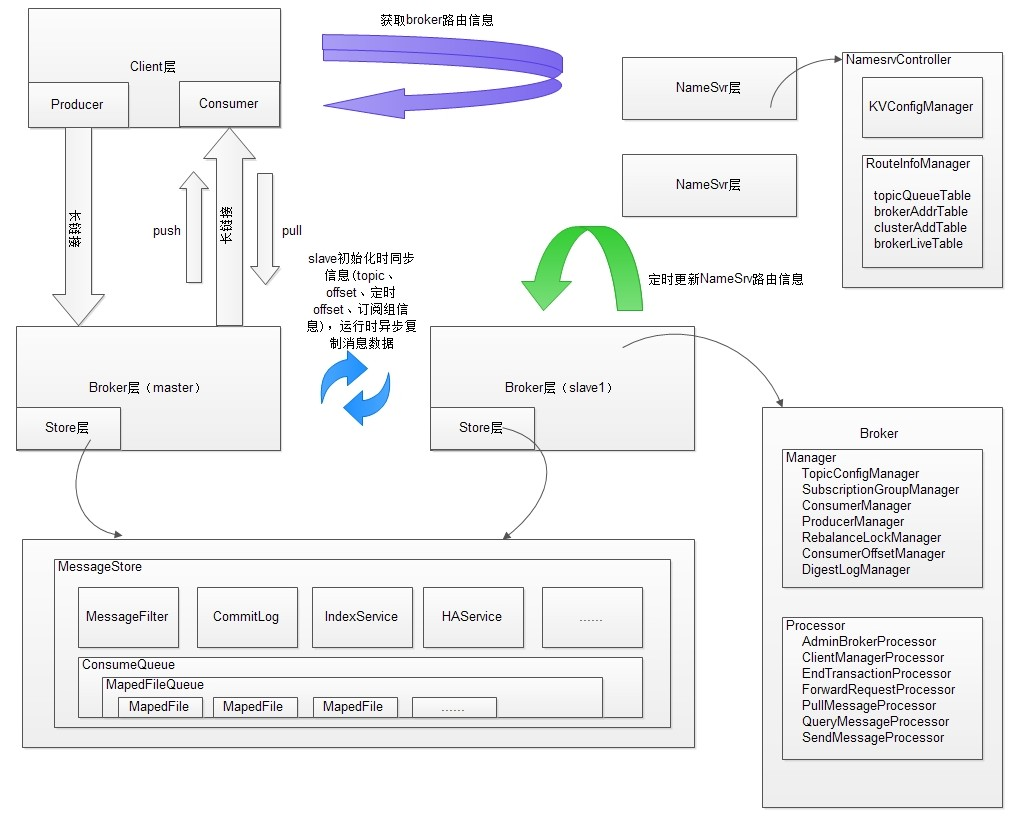 获取broker路由信息
Client层
Producer
Consumer
NameSvr层
NameSvr层
NamesrvController
KVConfigManager
RouteInfoManager
topicQueueTable
brokerAddrTable
clusterAddTable
brokerLiveTable
长链接
push
长链接
pull
slave初始化时同步
信息(topic、
offset、定时
offset、订阅组信
息)，运行时异步复
制消息数据
定时更新NameSrv路由信息
Broker层（master）
Store层
Broker层（slave1）
Store层
Broker
Manager
TopicConfigManager
SubscriptionGroupManager
ConsumerManager
ProducerManager
RebalanceLockManager
ConsumerOffsetManager
DigestLogManager
Processor
AdminBrokerProcessor
ClientManagerProcessor
EndTransactionProcessor
ForwardRequestProcessor
PullMessageProcessor
QueryMessageProcessor
SendMessageProcessor
MessageStore
MessageFilter
CommitLog
IndexService
HAService
......
ConsumeQueue
MapedFileQueue
MapedFile
MapedFile
MapedFile
......